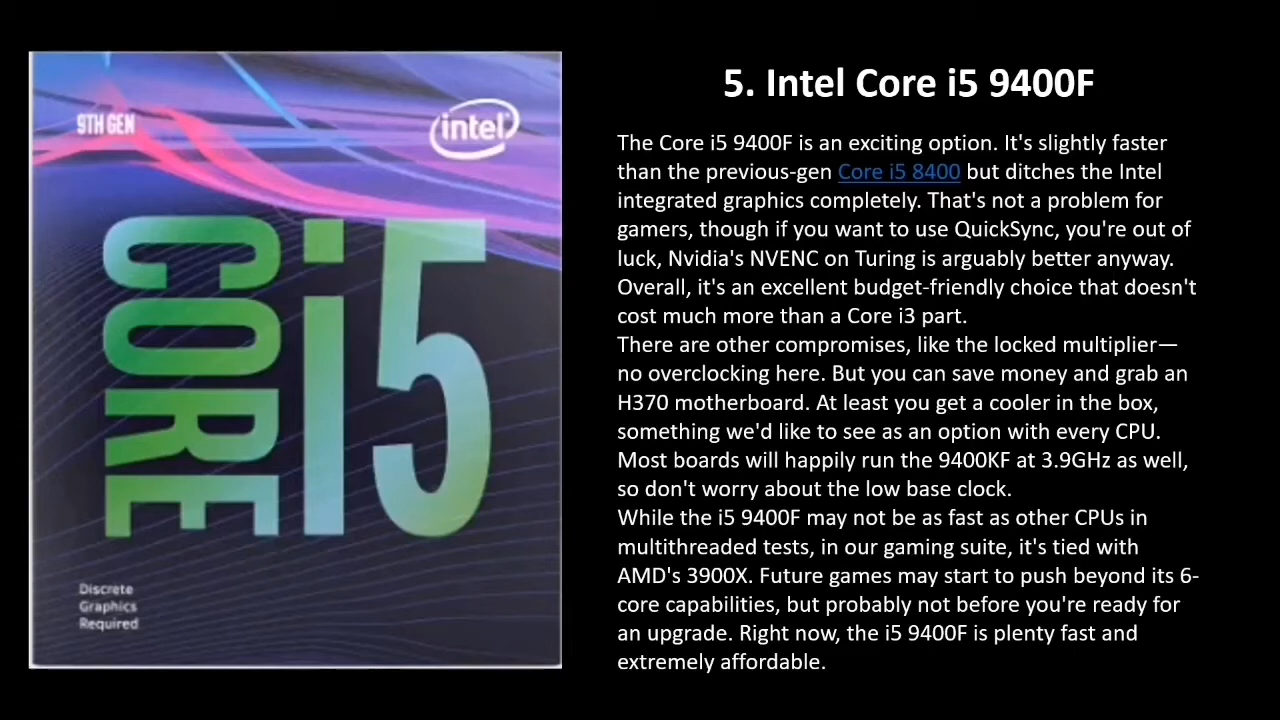 9TH GEN
intel
CORE i5
Discrete
Graphics
Required
5. Intel Core i5 9400F
The Core i5 9400F is an exciting option. It's slightly faster
than the previous-gen Core i5 8400 but ditches the Intel
integrated graphics completely. That's not a problem for
gamers, though if you want to use QuickSync, you're out of
luck, Nvidia's NVENC on Turing is arguably better anyway.
Overall, it's an excellent budget-friendly choice that doesn't
cost much more than a Core i3 part.
There are other compromises, like the locked multiplier—
no overclocking here. But you can save money and grab an
H370 motherboard. At least you get a cooler in the box,
something we'd like to see as an option with every CPU.
Most boards will happily run the 9400KF at 3.9GHz as well,
so don't worry about the low base clock.
While the i5 9400F may not be as fast as other CPUs in
multithreaded tests, in our gaming suite, it's tied with
AMD's 3900X. Future games may start to push beyond its 6-
core capabilities, but probably not before you're ready for
an upgrade. Right now, the i5 9400F is plenty fast and
extremely affordable.